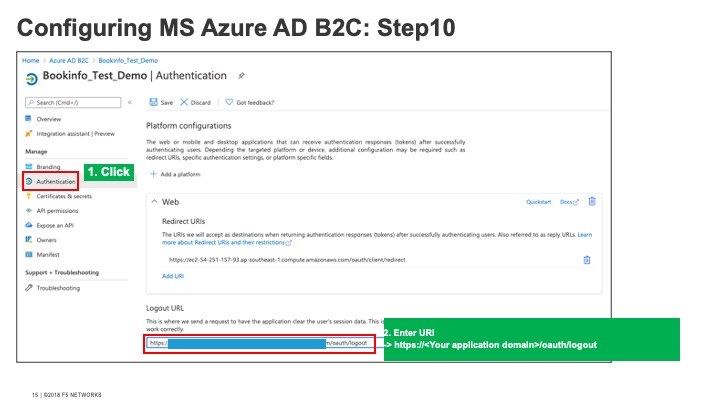 Configuring MS Azure AD B2C: Step10
Home > Azure AD B2C > Bookinfo_Test_Demo
Bookinfo_Test_Demo | Authentication
Search (Cmd+/)
«
Save
Discard
Got feedback?
Overview
Integration assistant | Preview
Manage
Branding
1. Click
Authentication
Certificates & secrets
API permissions
Expose an API
Owners
Manifest
Support + Troubleshooting
Troubleshooting
Platform configurations
The web or mobile and desktop applications that can receive authentication responses (tokens) after successfully
authenticating users. Depending the targeted platform or device, additional configuration may be required such as
redirect URIs, specific authentication settings, or platform specific fields.
+ Add a platform
Web
Quickstart
Docs
Redirect URIs
The URIs we will accept as destinations when returning authentication responses (tokens) after successfully authenticating users. Also referred to as reply URLs. Learn
more about Redirect URIs and their restrictions
https://ec2-54-251-157-93.ap-southeast-1.compute.amazonaws.com/oauth/client/redirect
Add URI
Logout URL
This is where we send a request to have the application clear the user's session data. This is
work correctly.
https:/
n/oauth/logout
2. Enter URI
-> https://<Your application domain>/oauth/logout
15 | ©2018 F5 NETWORKS